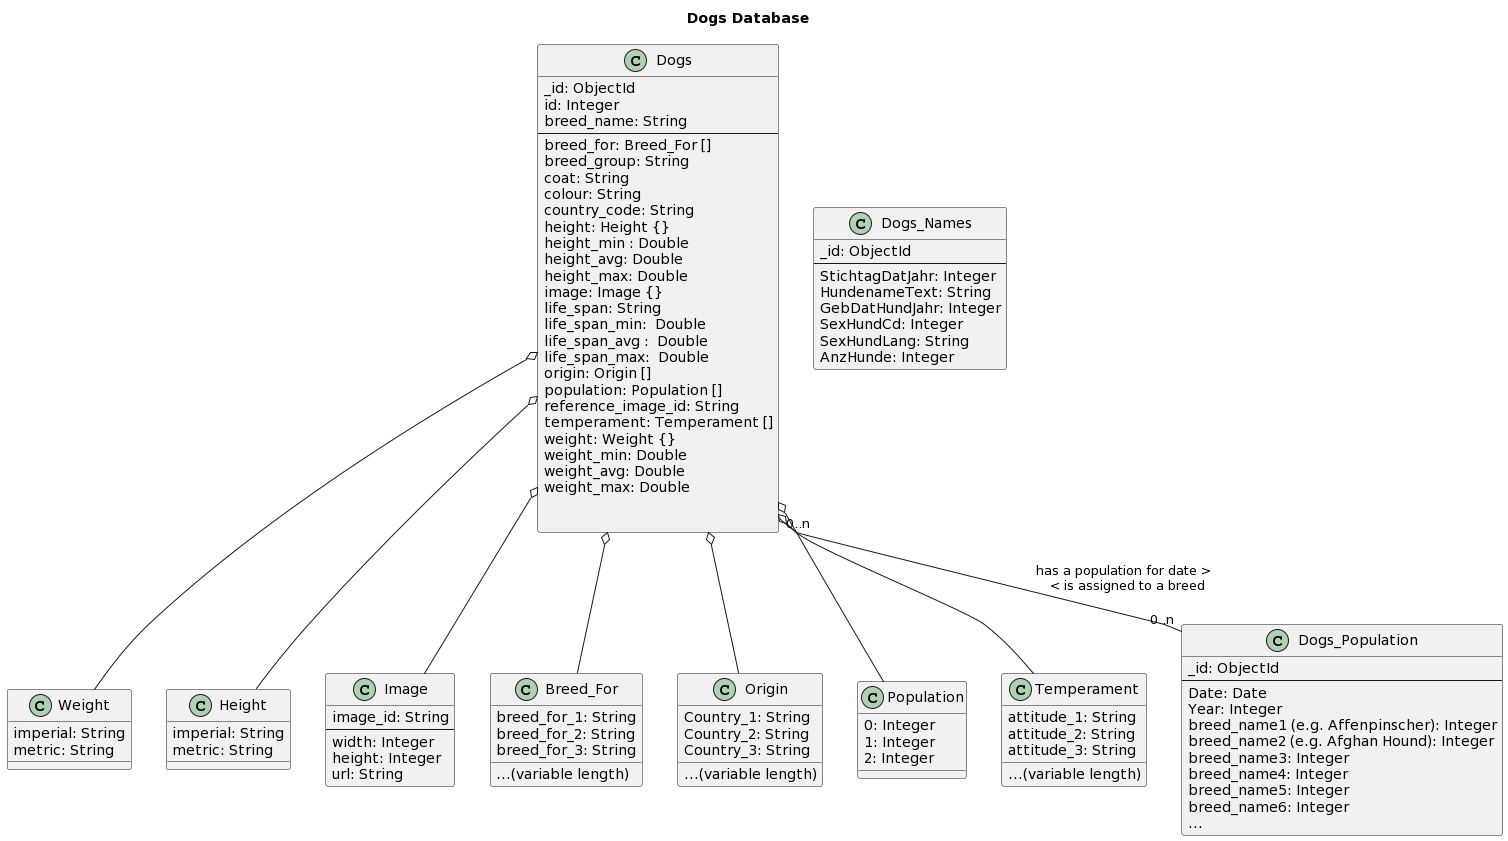 Dogs Database
C Dogs
_id: ObjectId
id: Integer
breed_name: String
breed_for: Breed_For []
breed_group: String
coat: String
colour: String
country_code: String
height: Height {}
height_min : Double
height_avg: Double
height_max: Double
image: Image {}
life_span: String
life_span_min:  Double
life_span_avg :  Double
life_span_max:  Double
origin: Origin []
population: Population []
reference_image_id: String
temperament: Temperament []
weight: Weight {}
weight_min: Double
weight_avg: Double
weight_max: Double
C Dogs_Names
_id: ObjectId
StichtagDatJahr: Integer
HundenameText: String
GebDatHundJahr: Integer
SexHundCd: Integer
SexHundLang: String
AnzHunde: Integer
0..n
has a population for date >
< is assigned to a breed
0..n
C Weight
imperial: String
metric: String
C Height
imperial: String
metric: String
C Image
image_id: String
width: Integer
height: Integer
url: String
C Breed_For
breed_for_1: String
breed_for_2: String
breed_for_3: String
...(variable length)
C Origin
Country_1: String
Country_2: String
Country_3: String
...(variable length)
C Population
0: Integer
1: Integer
2: Integer
C Temperament
attitude_1: String
attitude_2: String
attitude_3: String
...(variable length)
C Dogs_Population
_id: ObjectId
Date: Date
Year: Integer
breed_name1 (e.g. Affenpinscher): Integer
breed_name2 (e.g. Afghan Hound): Integer
breed_name3: Integer
breed_name4: Integer
breed_name5: Integer
breed_name6: Integer
...